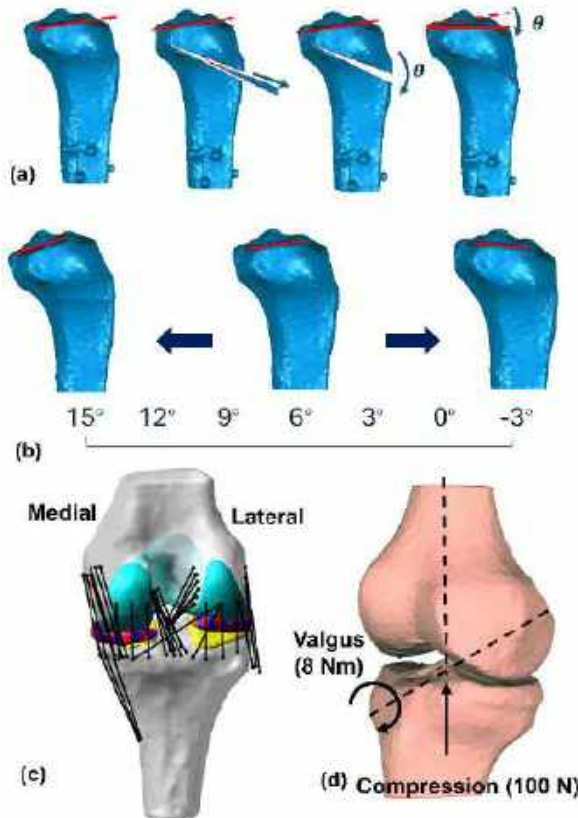 θ
θ
(a)
15° 12° 9° 6° 3° 0° -3°
(b)
Medial
Lateral
Valgus
(8 Nm)
(c)
(d)
Compression (100 N)